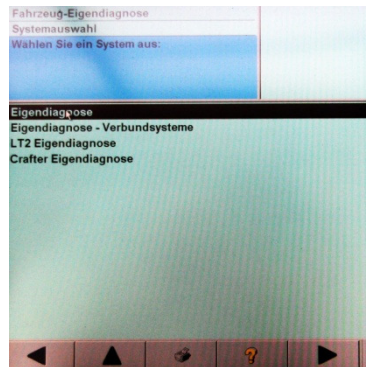 Fahrzeug-Eigendiagnose
Systemauswahl
Wählen Sie ein System aus:
Eigendiagnose
Eigendiagnose - Verbundsysteme
LT2 Eigendiagnose
Crafter Eigendiagnose
?